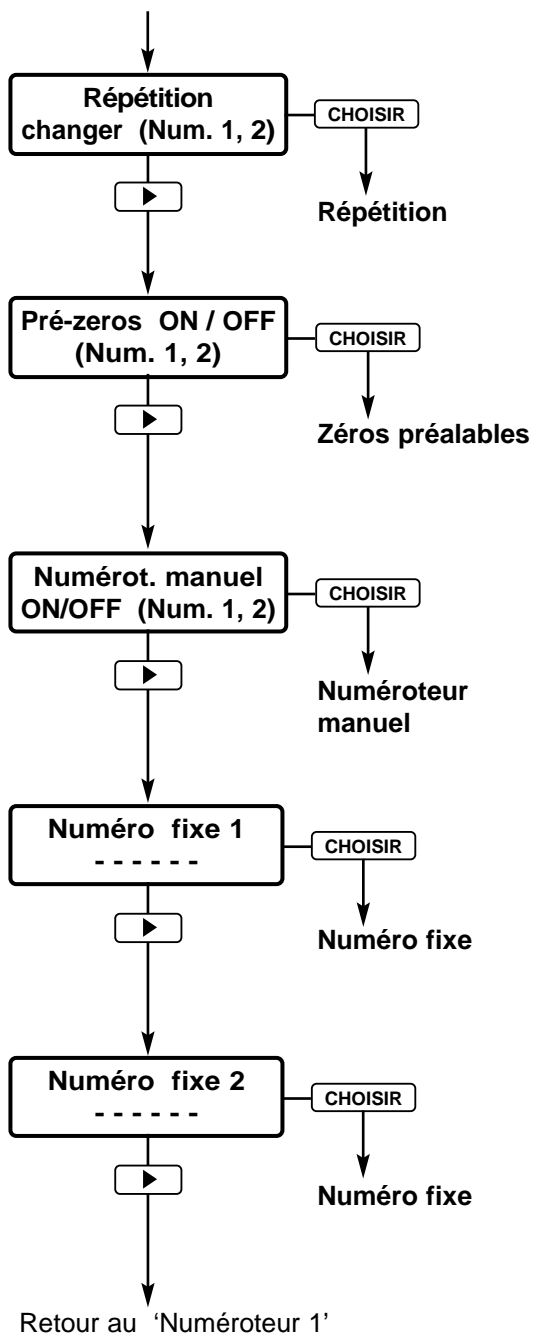 Répétition
changer (Num. 1, 2)
CHOISIR
Répétition
Pré-zeros ON / OFF
(Num. 1, 2)
CHOISIR
Zéros préalables
Numérot. manuel
ON/OFF (Num. 1, 2)
CHOISIR
Numéroteur
manuel
Numéro fixe 1
- - - - - -
CHOISIR
Numéro fixe
Numéro fixe 2
- - - - - -
CHOISIR
Numéro fixe
Retour au ‘Numéroteur 1’